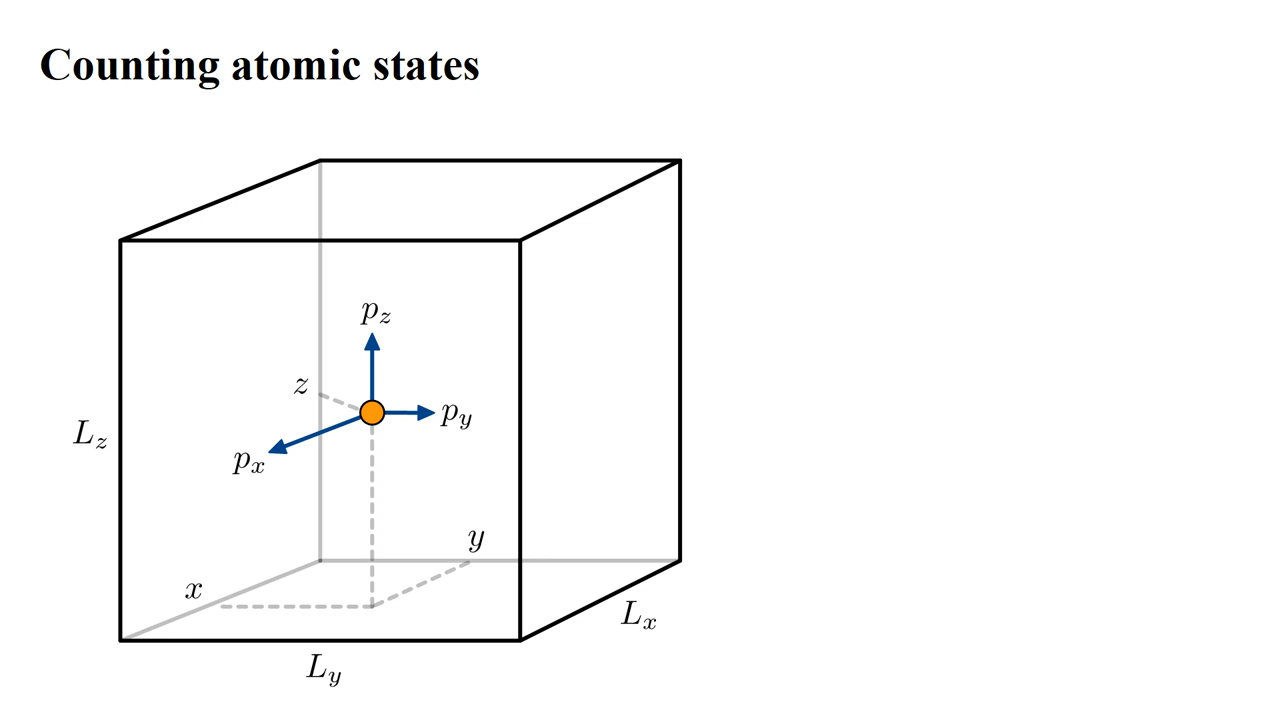 Counting atomic states
p_z
z
p_y
L_z
p_x
y
x
L_x
L_y